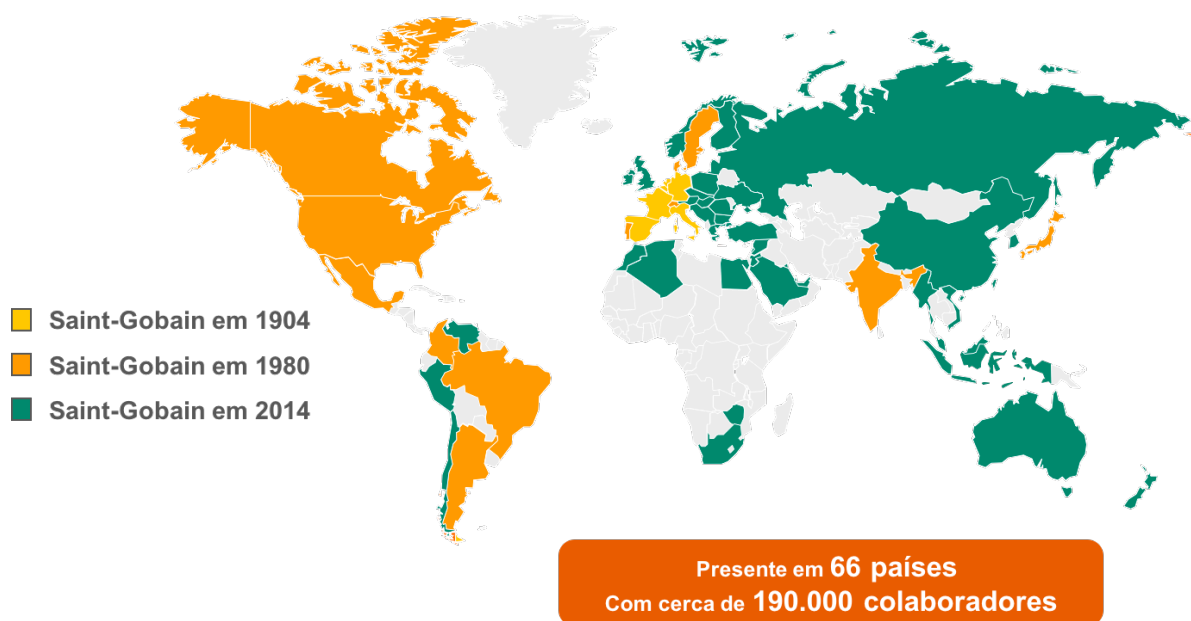 Saint-Gobain em 1904
Saint-Gobain em 1980
Saint-Gobain em 2014
Presente em 66 países
Com cerca de 190.000 colaboradores